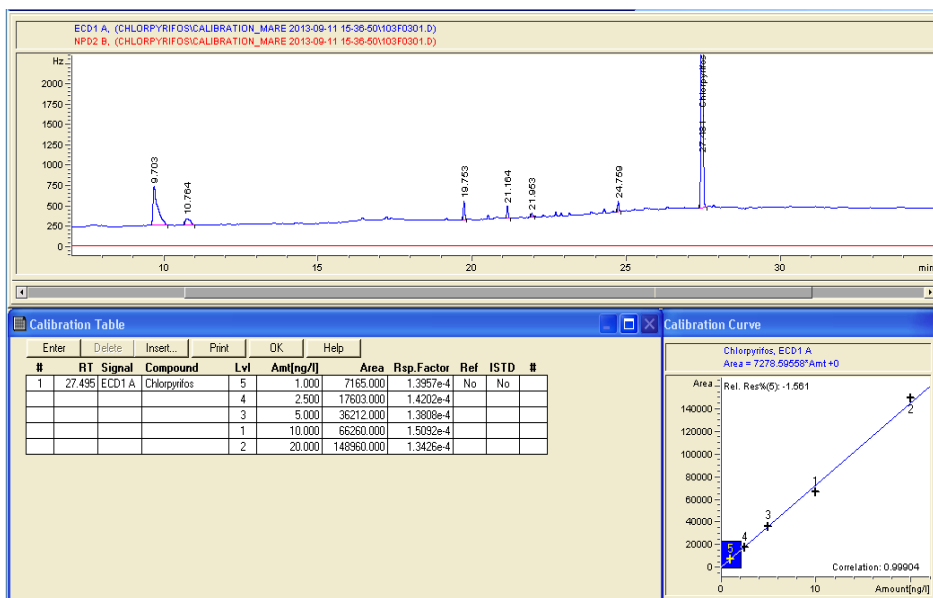 ECD1 A, (CHLORPYRIFOS\CALIBRATION_MARE 2013-09-11 15-36-50\103F0301.D)
NPD2 B, (CHLORPYRIFOS\CALIBRATION_MARE 2013-09-11 15-36-50\103F0301.D)
Hz
2000
1750
1500
1250
1000
750
500
250
0
9.703
10.764
19.753
21.164
21.953
24.759
27.481 Chlorpyrifos
10 15 20 25 30 min
Calibration Table
Enter Delete Insert... Print OK Help
# RT Signal Compound Lvl Amt[ng/l] Area Rsp.Factor Ref ISTD #
1 27.495 ECD1 A Chlorpyrifos 5 1.000 7165.000 1.3957e-4 No No
4 2.500 17603.000 1.4202e-4
3 5.000 36212.000 1.3808e-4
1 10.000 66260.000 1.5092e-4
2 20.000 148960.000 1.3426e-4
Calibration Curve
Chlorpyrifos, ECD1 A
Area = 7278.59558*Amt +0
Area
Rel. Res%(5): -1.561
140000
120000
100000
80000
60000
40000
20000
0
2
1
3
4
5
Correlation: 0.99904
0 10 Amount[ng/l]